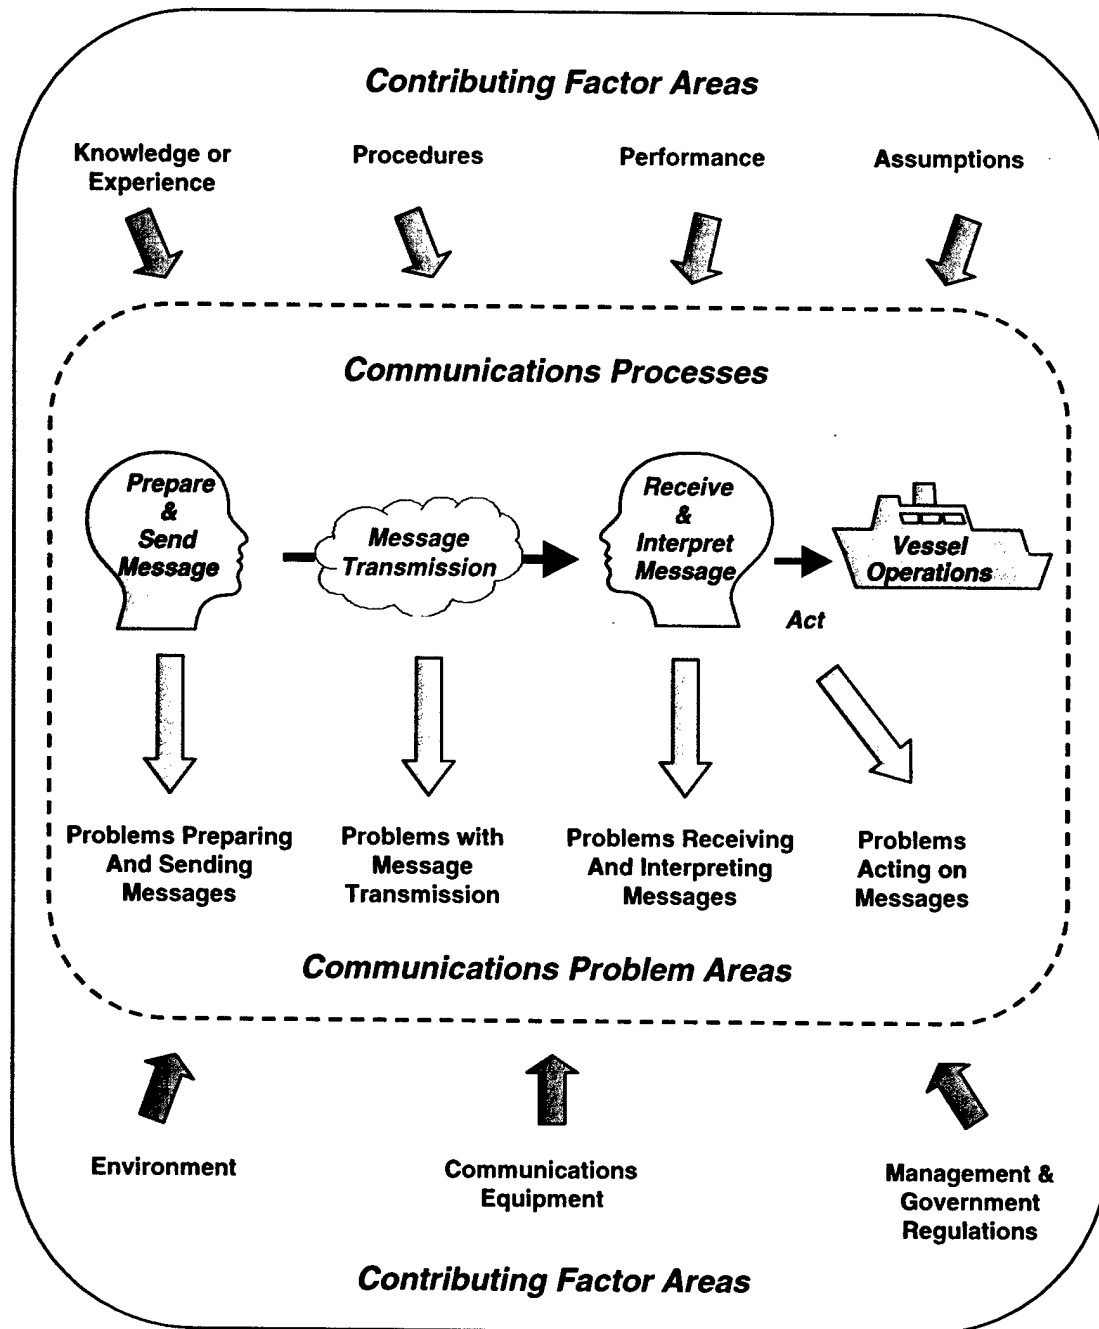 Contributing Factor Areas
Knowledge or
Experience
Procedures
Performance
Assumptions
Communications Processes
Prepare
&
Send
Message
Message
Transmission
Receive
&
Interpret
Message
Act
Vessel
Operations
Problems Preparing
And Sending
Messages
Problems with
Message
Transmission
Problems Receiving
And Interpreting
Messages
Problems
Acting on
Messages
Communications Problem Areas
Environment
Communications
Equipment
Management &
Government
Regulations
Contributing Factor Areas